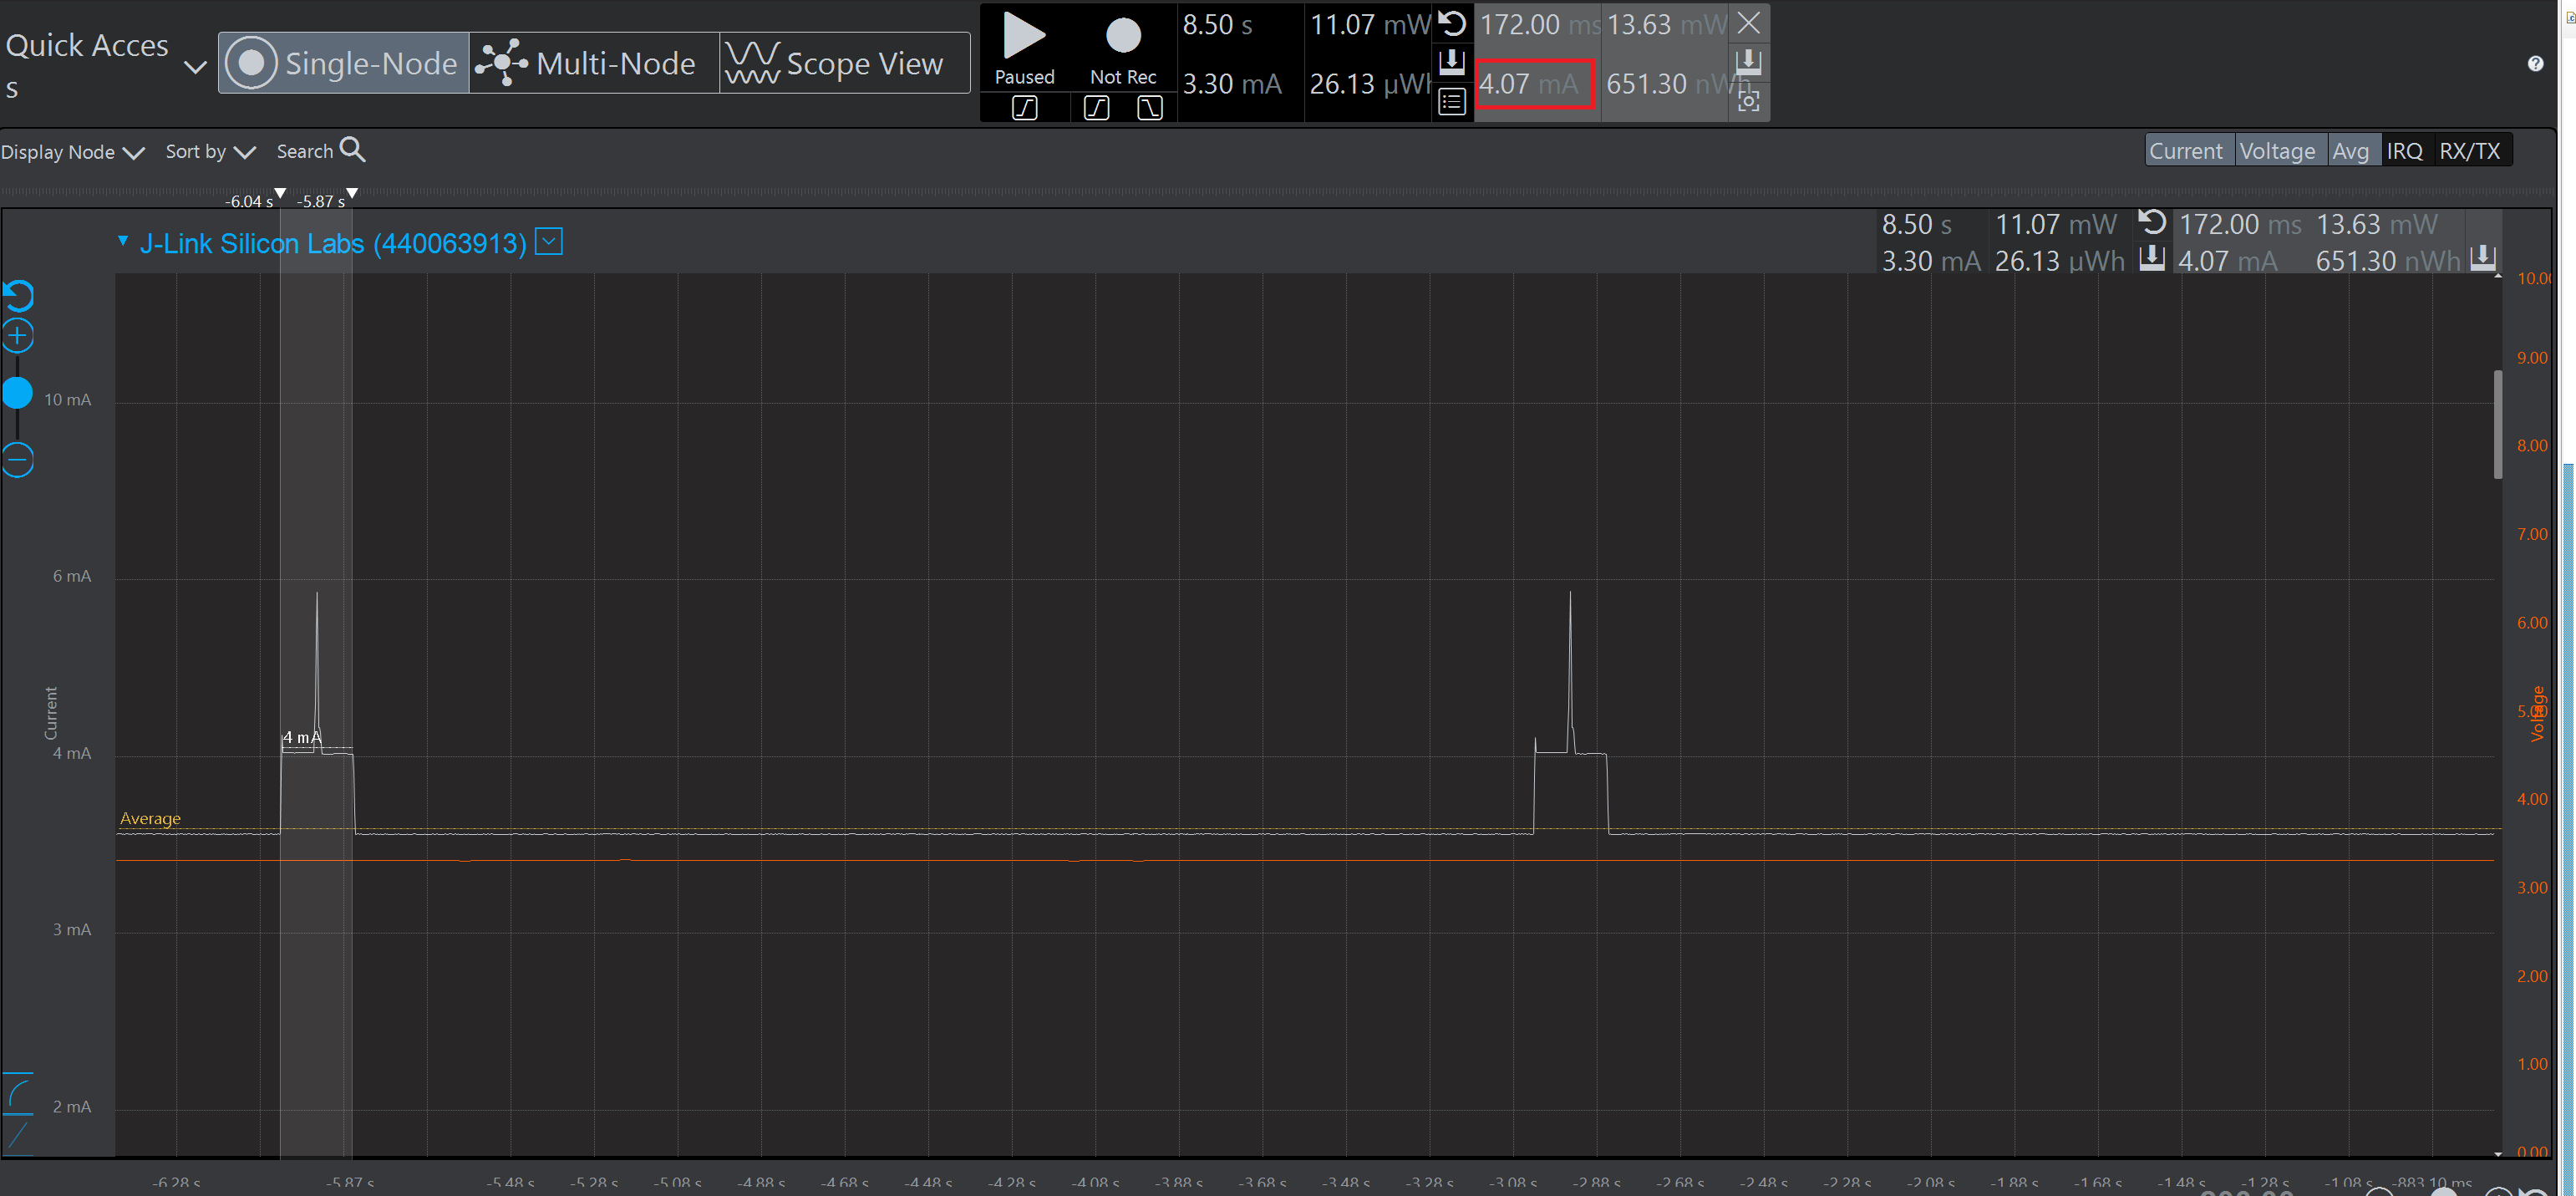 Quick Acces
s
Single-Node
Multi-Node
Scope View
Paused
Not Rec
8.50 s
11.07 mW
3.30 mA
26.13 µWh
172.00 ms
13.63 mW
4.07 mA
651.30 nWh
Display Node
Sort by
Search
Current
Voltage
Avg
IRQ
RX/TX
-6.04 s
-5.87 s
J-Link Silicon Labs (440063913)
8.50 s
11.07 mW
172.00 ms
13.63 mW
3.30 mA
26.13 µWh
4.07 mA
651.30 nWh
10 mA
6 mA
4 mA
3 mA
2 mA
Current
4 mA
Average
10.00
9.00
8.00
7.00
6.00
5.00
4.00
3.00
2.00
1.00
0.00
Voltage
-6.28 s
-5.87 s
-5.48 s
-5.28 s
-5.08 s
-4.88 s
-4.68 s
-4.48 s
-4.28 s
-4.08 s
-3.88 s
-3.68 s
-3.48 s
-3.28 s
-3.08 s
-2.88 s
-2.68 s
-2.48 s
-2.28 s
-2.08 s
-1.88 s
-1.68 s
-1.48 s
-1.28 s
-1.08 s
-883.10 ms